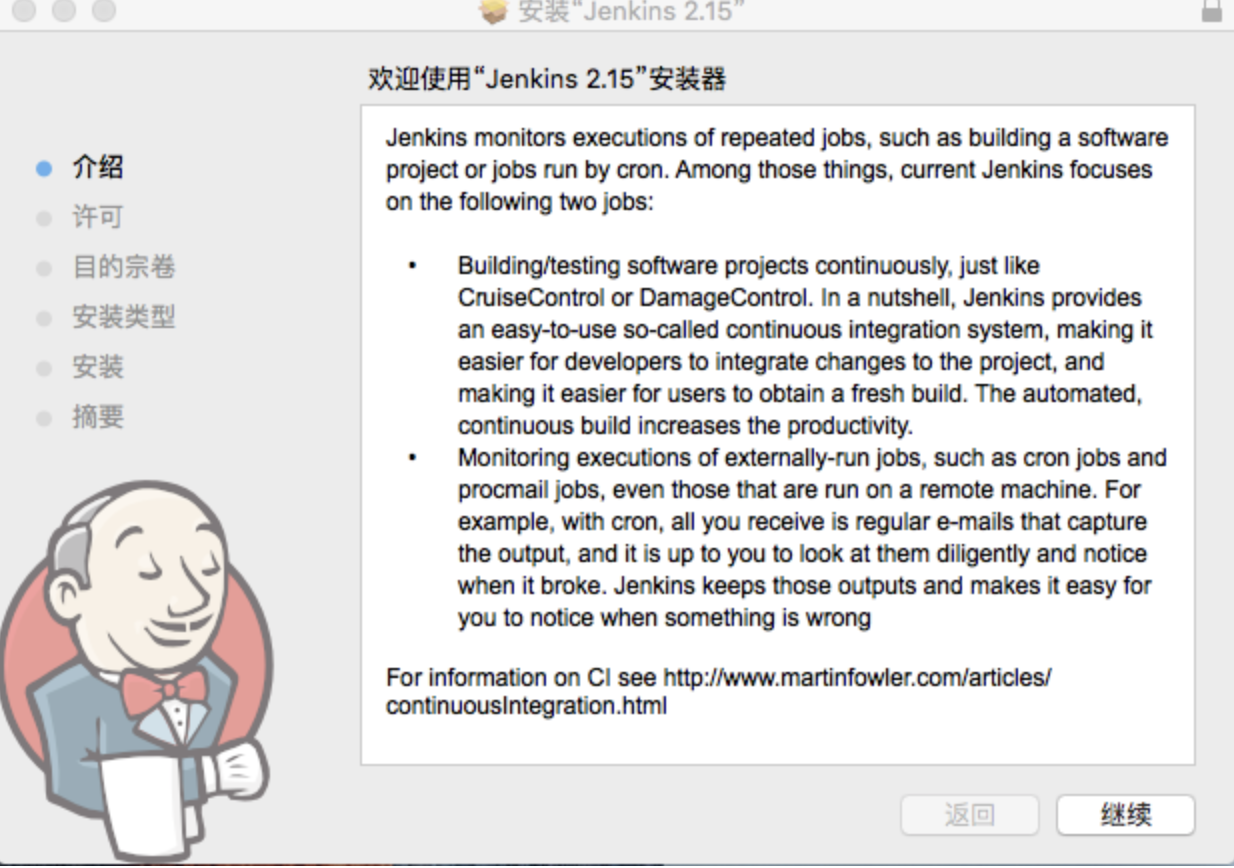 安装“Jenkins 2.15”
欢迎使用“Jenkins 2.15”安装器
介绍
许可
目的宗卷
安装类型
安装
摘要
Jenkins monitors executions of repeated jobs, such as building a software
project or jobs run by cron. Among those things, current Jenkins focuses
on the following two jobs:
• Building/testing software projects continuously, just like
CruiseControl or DamageControl. In a nutshell, Jenkins provides
an easy-to-use so-called continuous integration system, making it
easier for developers to integrate changes to the project, and
making it easier for users to obtain a fresh build. The automated,
continuous build increases the productivity.
• Monitoring executions of externally-run jobs, such as cron jobs and
procmail jobs, even those that are run on a remote machine. For
example, with cron, all you receive is regular e-mails that capture
the output, and it is up to you to look at them diligently and notice
when it broke. Jenkins keeps those outputs and makes it easy for
you to notice when something is wrong
For information on CI see http://www.martinfowler.com/articles/
continuousIntegration.html
返回
继续